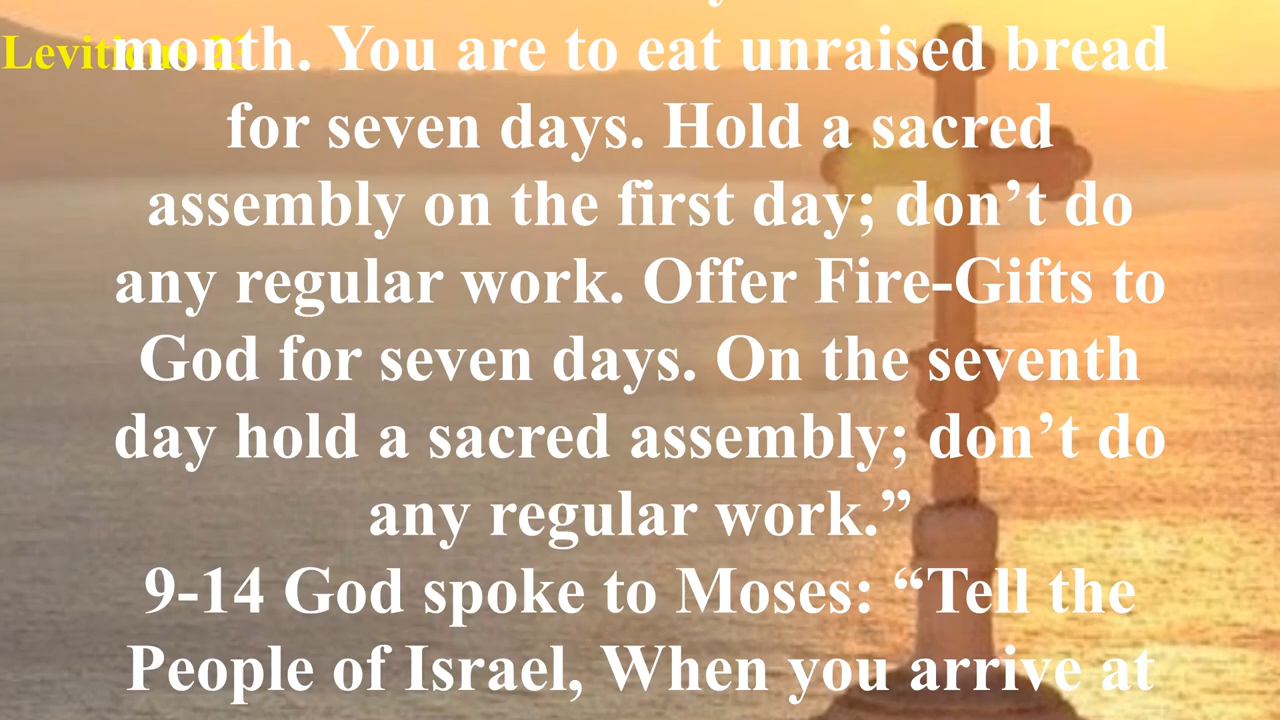 Leviticus
month. You are to eat unraised bread
for seven days. Hold a sacred
assembly on the first day; don’t do
any regular work. Offer Fire-Gifts to
God for seven days. On the seventh
day hold a sacred assembly; don’t do
any regular work.”
9-14 God spoke to Moses: “Tell the
People of Israel, When you arrive at